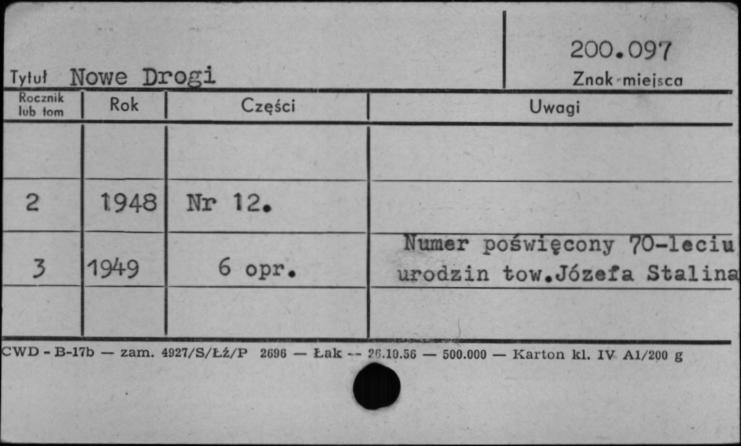 200.097
Tytuł Nowe Drogi
Znak miejsca
Rocznik lub tom Rok Części Uwagi
2 1948 Nr 12.
3 1949 6 opr. Numer poświęcony 70-leciu
urodzin tow.Józefa Stalina
CWD - B-17b — zam. 4927/S/Łź/P 2696 — Łak — 26.10.56 — 500.000 — Karton kl. IV A1/200 g